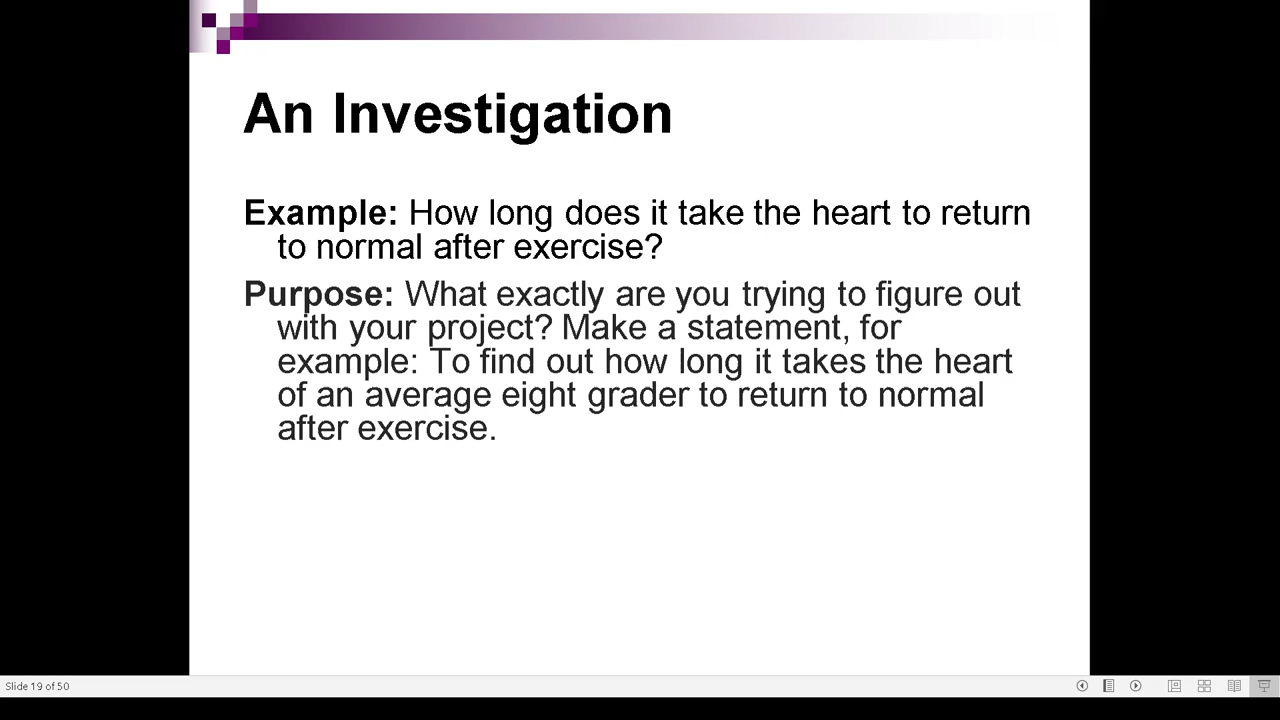 An Investigation
Example: How long does it take the heart to return
to normal after exercise?
Purpose: What exactly are you trying to figure out
with your project? Make a statement, for
example: To find out how long it takes the heart
of an average eight grader to return to normal
after exercise.
Slide 19 of 50